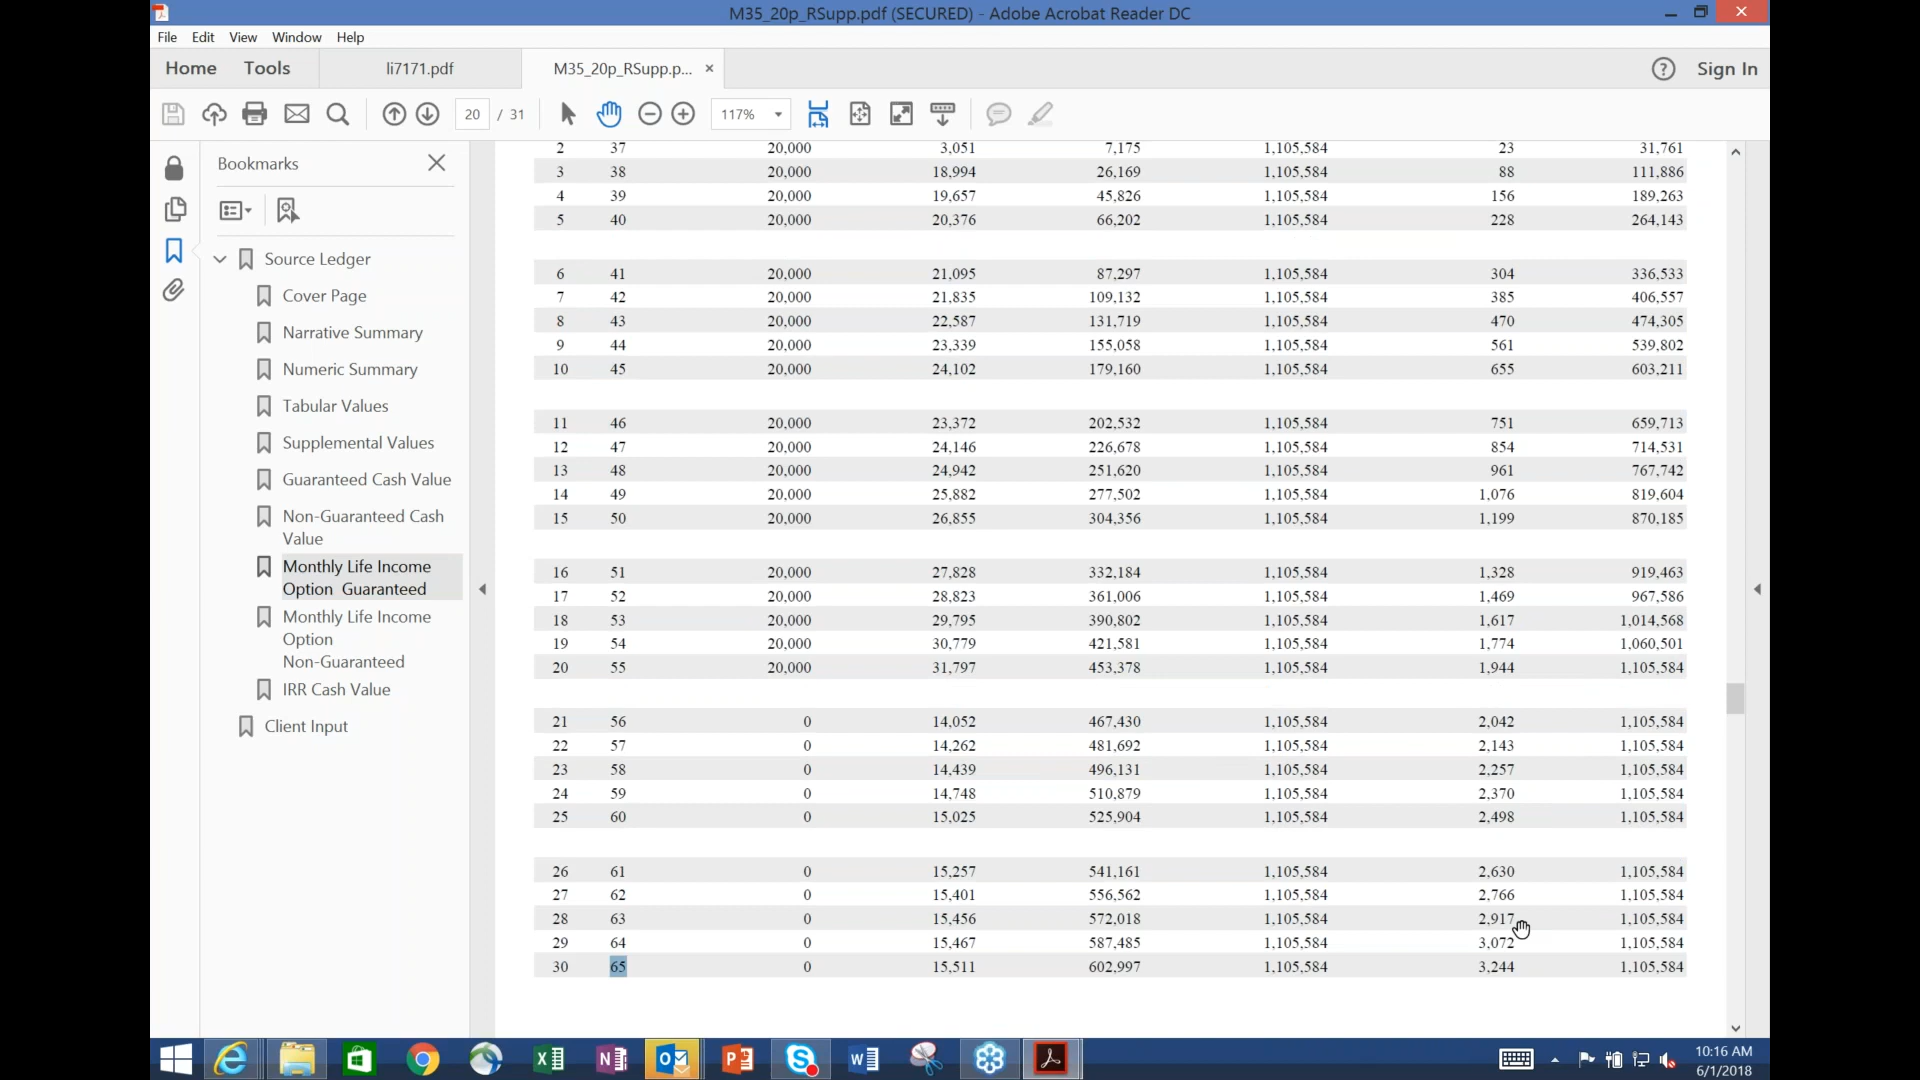 M35_20p_RSupp.pdf (SECURED) - Adobe Acrobat Reader DC
File Edit View Window Help
Home Tools li7171.pdf M35_20p_RSupp.p... × ? Sign In
20 / 31 117%
Bookmarks
Source Ledger
Cover Page
Narrative Summary
Numeric Summary
Tabular Values
Supplemental Values
Guaranteed Cash Value
Non-Guaranteed Cash
Value
Monthly Life Income
Option Guaranteed
Monthly Life Income
Option
Non-Guaranteed
IRR Cash Value
Client Input
2 37 20,000 3,051 7,175 1,105,584 23 31,761
3 38 20,000 18,994 26,169 1,105,584 88 111,886
4 39 20,000 19,657 45,826 1,105,584 156 189,263
5 40 20,000 20,376 66,202 1,105,584 228 264,143
6 41 20,000 21,095 87,297 1,105,584 304 336,533
7 42 20,000 21,835 109,132 1,105,584 385 406,557
8 43 20,000 22,587 131,719 1,105,584 470 474,305
9 44 20,000 23,339 155,058 1,105,584 561 539,802
10 45 20,000 24,102 179,160 1,105,584 655 603,211
11 46 20,000 23,372 202,532 1,105,584 751 659,713
12 47 20,000 24,146 226,678 1,105,584 854 714,531
13 48 20,000 24,942 251,620 1,105,584 961 767,742
14 49 20,000 25,882 277,502 1,105,584 1,076 819,604
15 50 20,000 26,855 304,356 1,105,584 1,199 870,185
16 51 20,000 27,828 332,184 1,105,584 1,328 919,463
17 52 20,000 28,823 361,006 1,105,584 1,469 967,586
18 53 20,000 29,795 390,802 1,105,584 1,617 1,014,568
19 54 20,000 30,779 421,581 1,105,584 1,774 1,060,501
20 55 20,000 31,797 453,378 1,105,584 1,944 1,105,584
21 56 0 14,052 467,430 1,105,584 2,042 1,105,584
22 57 0 14,262 481,692 1,105,584 2,143 1,105,584
23 58 0 14,439 496,131 1,105,584 2,257 1,105,584
24 59 0 14,748 510,879 1,105,584 2,370 1,105,584
25 60 0 15,025 525,904 1,105,584 2,498 1,105,584
26 61 0 15,257 541,161 1,105,584 2,630 1,105,584
27 62 0 15,401 556,562 1,105,584 2,766 1,105,584
28 63 0 15,456 572,018 1,105,584 2,917 1,105,584
29 64 0 15,467 587,485 1,105,584 3,072 1,105,584
30 65 0 15,511 602,997 1,105,584 3,244 1,105,584
10:16 AM
6/1/2018